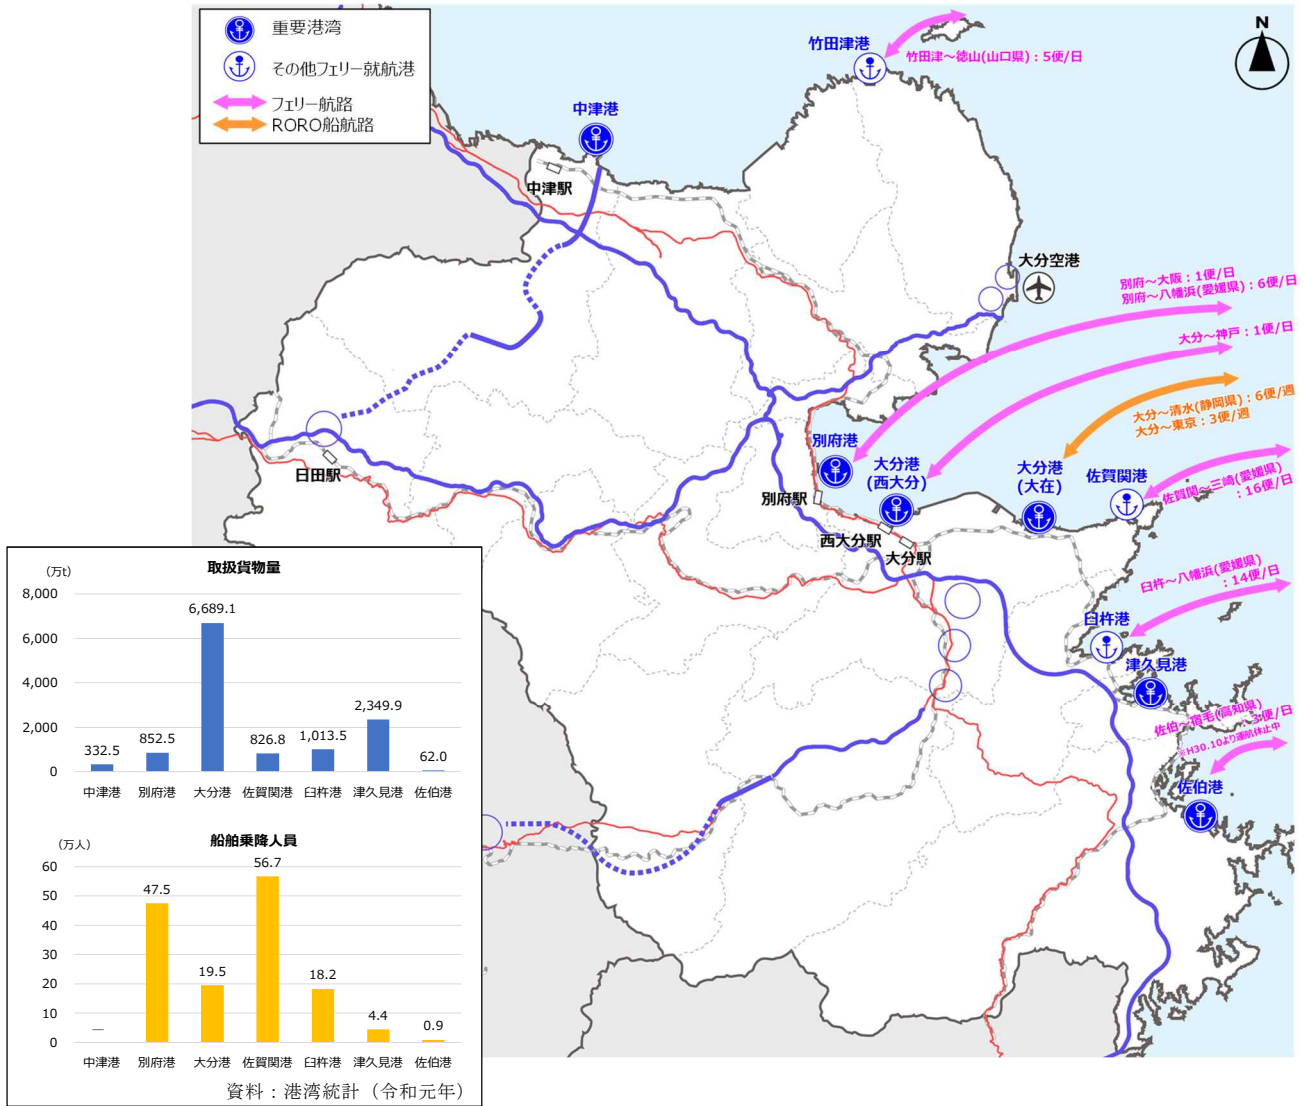 重要港湾
その他フェリー就航港
フェリー航路
RORO船航路
N
竹田津港
竹田津～徳山(山口県)：5便/日
中津港
中津駅
大分空港
別府～大阪：1便/日
別府～八幡浜(愛媛県)：6便/日
大分～神戸：1便/日
大分～清水(静岡県)：6便/週
大分～東京：3便/週
別府港
大分港
(西大分)
大分港
(大在)
佐賀関港
佐賀関～三崎(愛媛県)
：16便/日
日田駅
別府駅
西大分駅
大分駅
臼杵～八幡浜(愛媛県)
：14便/日
臼杵港
津久見港
佐伯～宿毛(高知県)
：3便/日
※H30.10より運航休止中
佐伯港
取扱貨物量
(万t)
8,000
6,000
4,000
2,000
0
332.5
852.5
6,689.1
826.8
1,013.5
2,349.9
62.0
中津港 別府港 大分港 佐賀関港 臼杵港 津久見港 佐伯港
船舶乗降人員
(万人)
60
50
40
30
20
10
0
－
47.5
19.5
56.7
18.2
4.4
0.9
中津港 別府港 大分港 佐賀関港 臼杵港 津久見港 佐伯港
資料：港湾統計（令和元年）